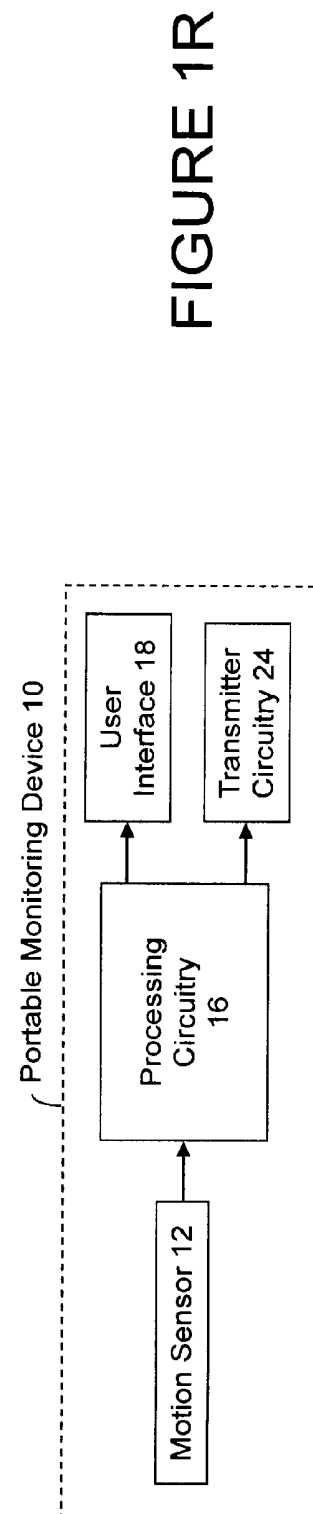 Portable Monitoring Device 10
Motion Sensor 12
Processing
Circuitry
16
User
Interface 18
Transmitter
Circuitry 24
FIGURE 1R